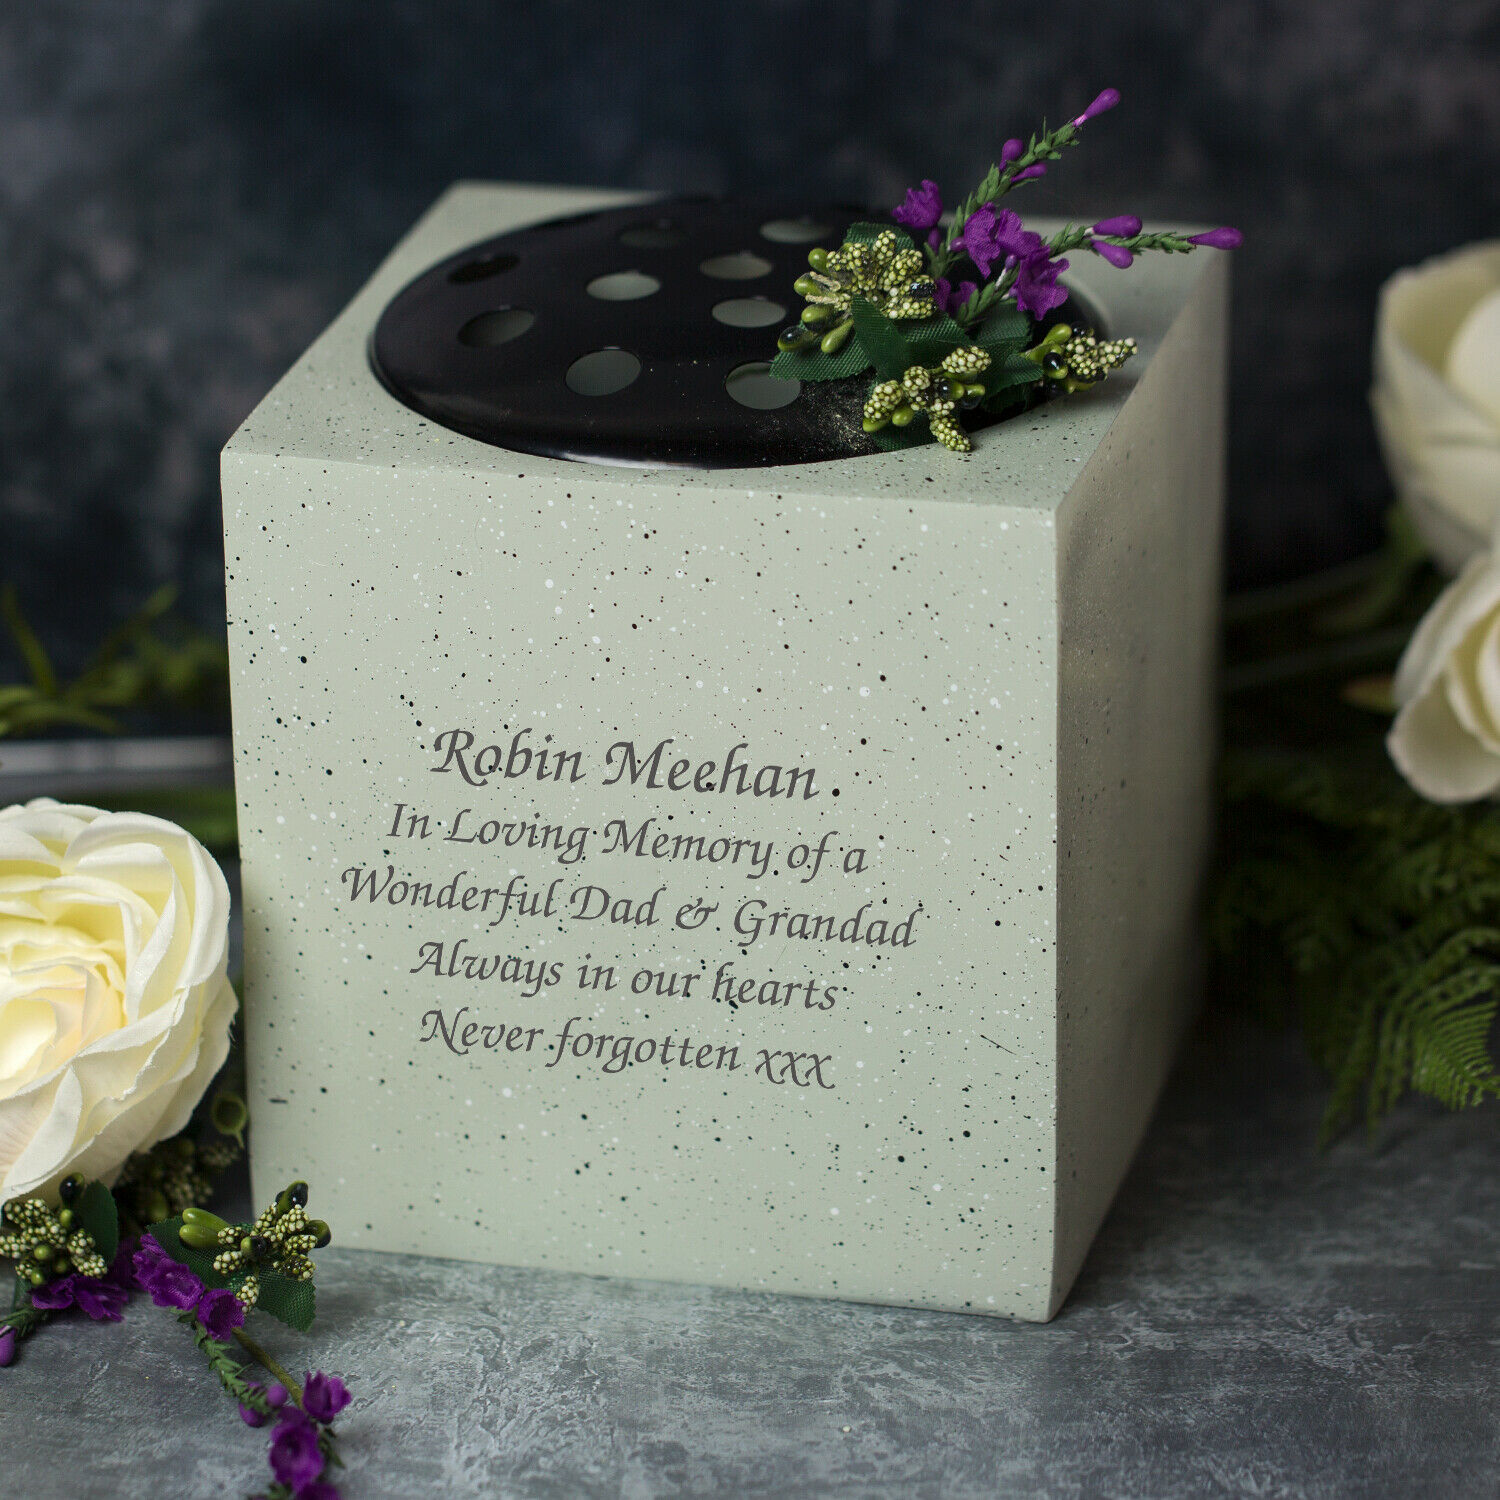 Robin Meehan
In Loving Memory of a
Wonderful Dad & Grandad
Always in our hearts
Never forgotten xxx